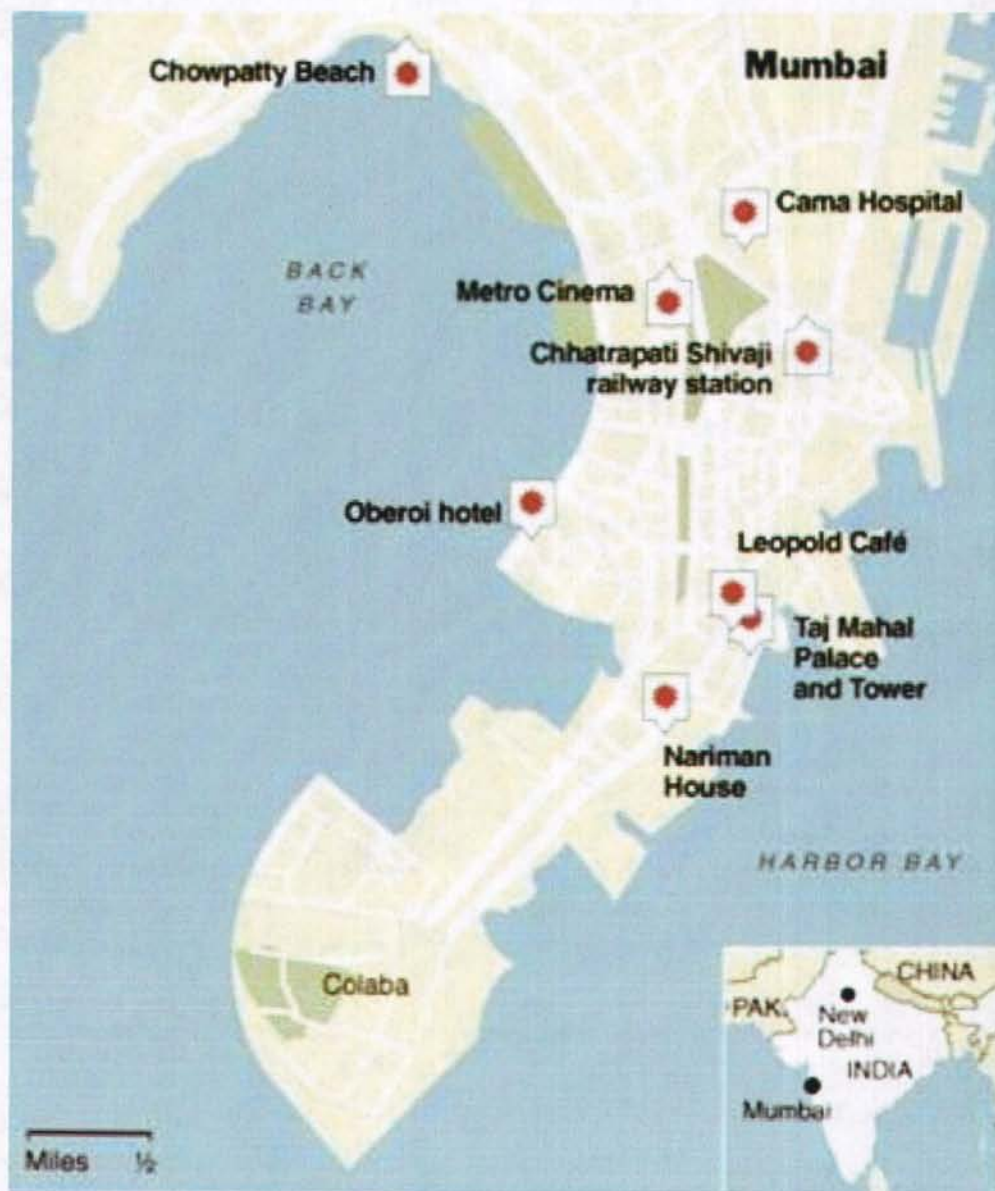 Mumbai
Chowpatty Beach
Cama Hospital
BACK
BAY
Metro Cinema
Chhatrapati Shivaji
railway station
Oberoi hotel
Leopold Café
Taj Mahal
Palace
and Tower
Nariman
House
HARBOR BAY
Colaba
CHINA
PAK.
New
Delhi
INDIA
Mumbai
Miles ½